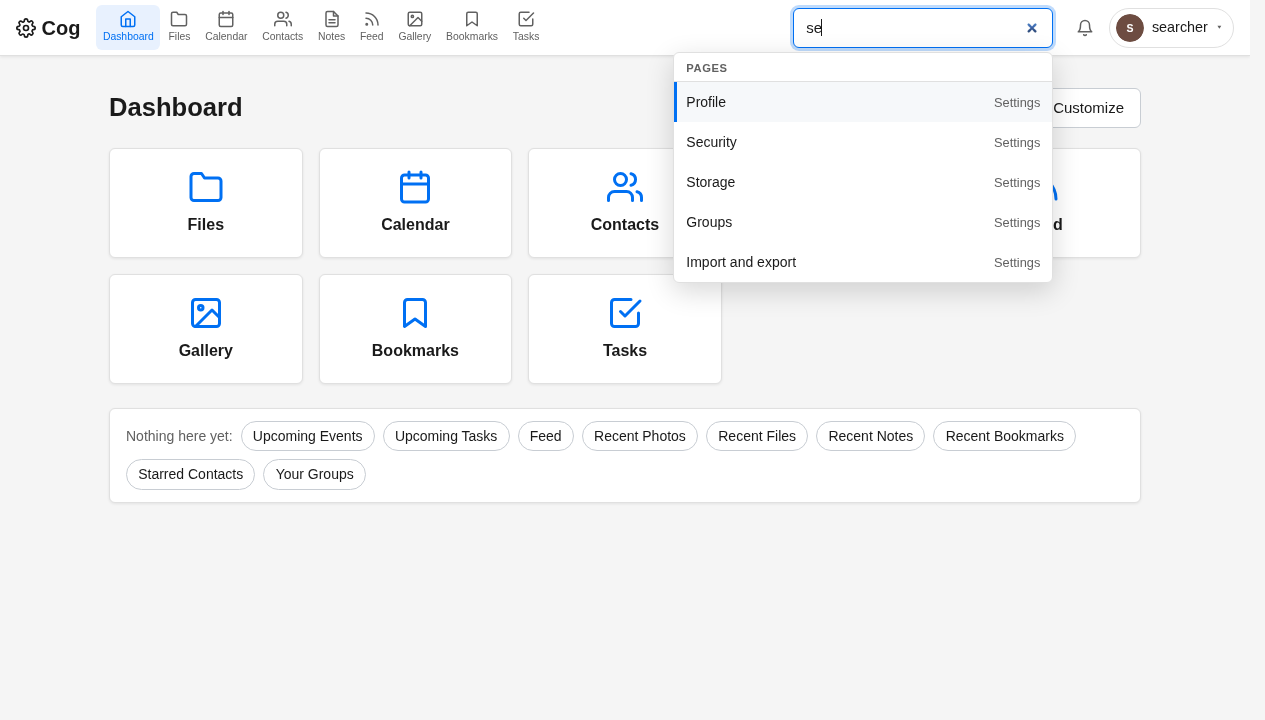 Cog
Dashboard
Files
Calendar
Contacts
Notes
Feed
Gallery
Bookmarks
Tasks
se
S
searcher
PAGES
Profile Settings
Security Settings
Storage Settings
Groups Settings
Import and export Settings
Dashboard
Customize
Files
Calendar
Contacts
d
Gallery
Bookmarks
Tasks
Nothing here yet: Upcoming Events Upcoming Tasks Feed Recent Photos Recent Files Recent Notes Recent Bookmarks
Starred Contacts Your Groups